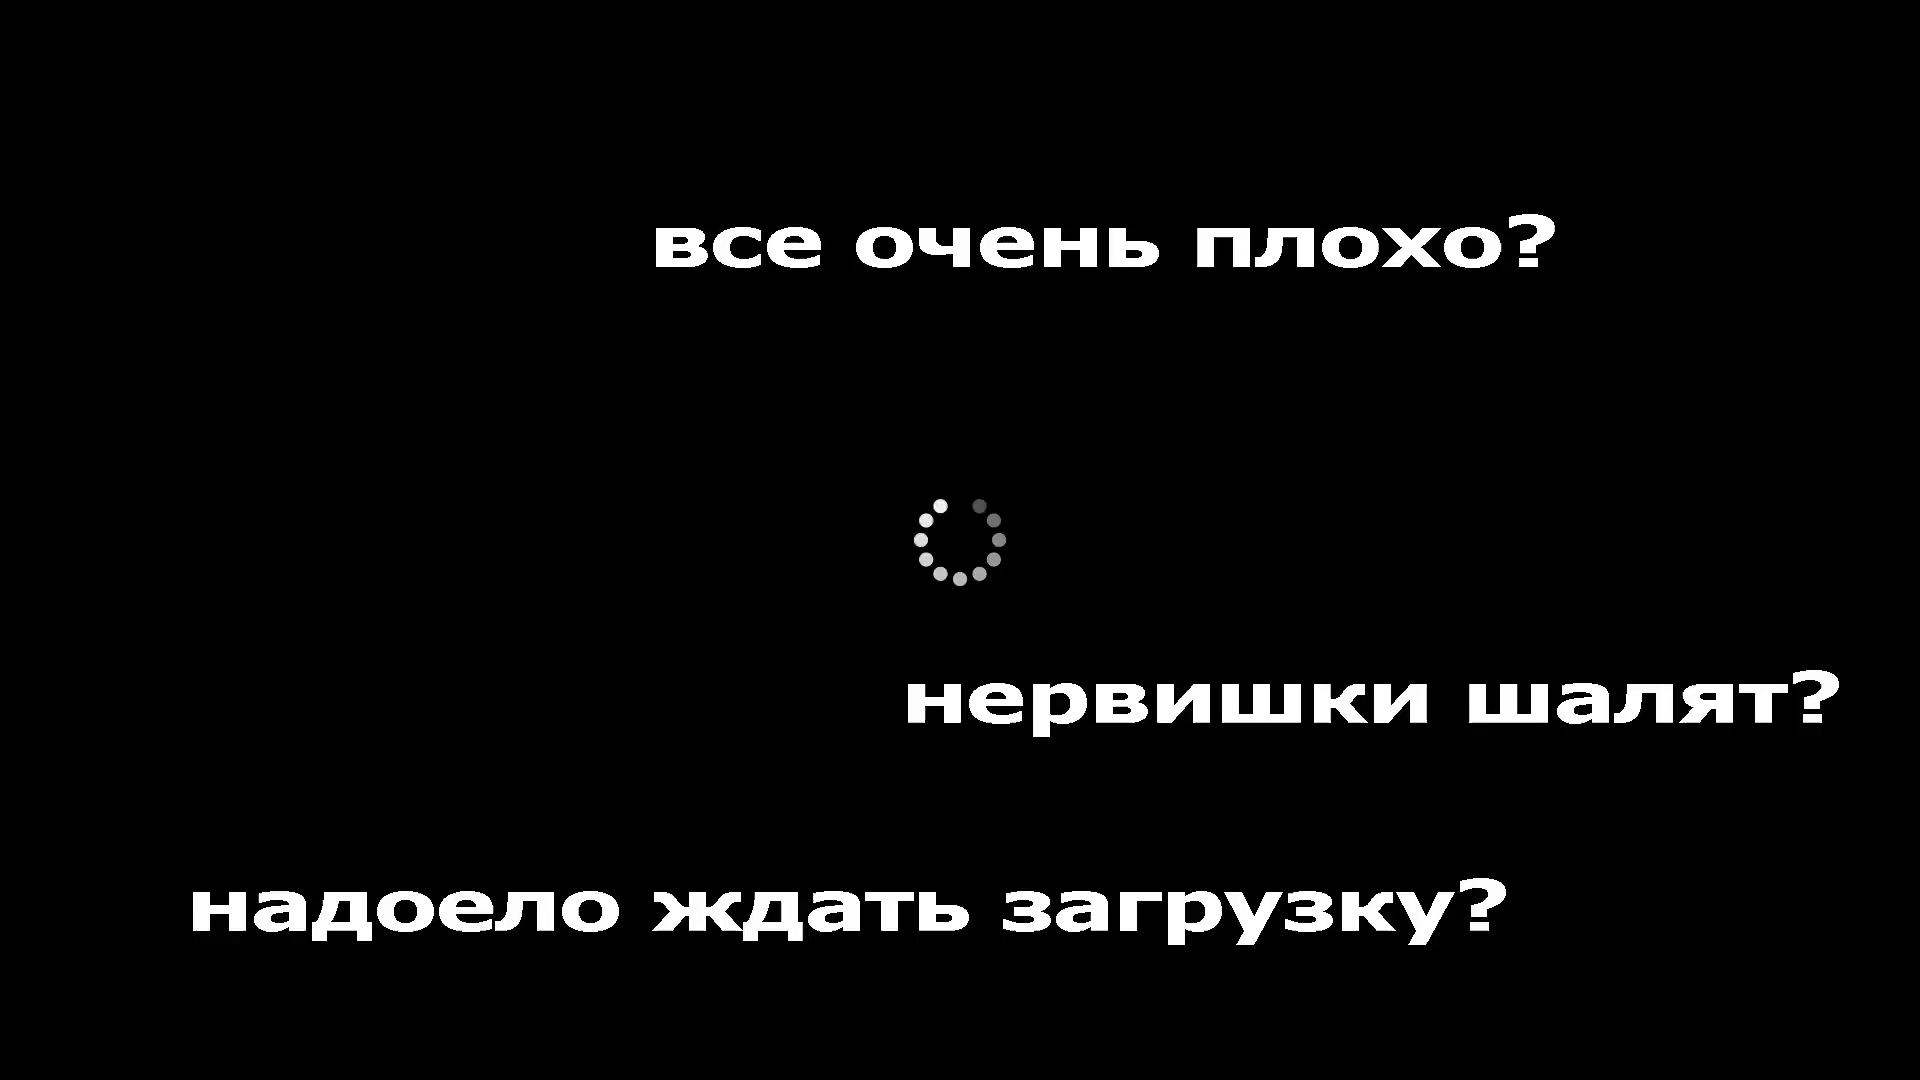 все очень плохо?
нервишки шалят?
надоело ждать загрузку?